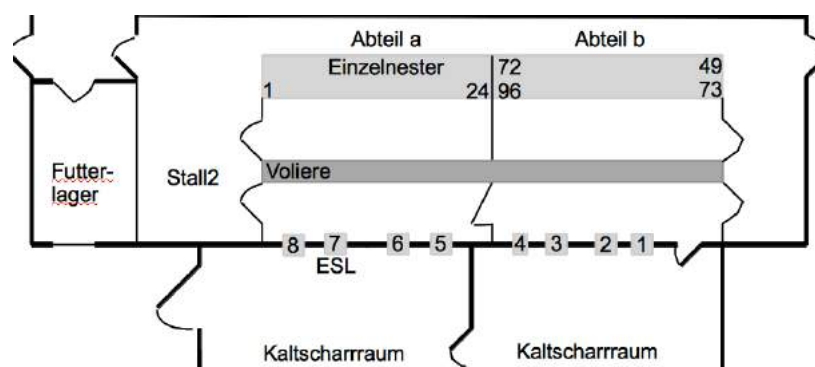 Abteil a Abteil b
Einzelnester 72 49
1 24 96 73
Futter-
lager
Stall2
Voliere
8 7 6 5 4 3 2 1
ESL
Kaltscharrraum Kaltscharrraum